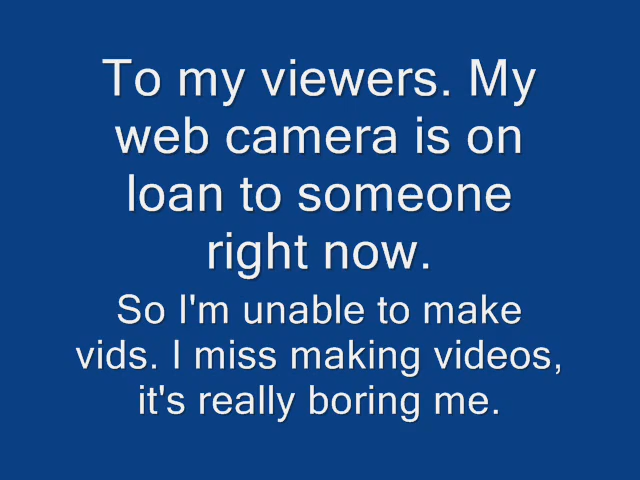 To my viewers. My
web camera is on
loan to someone
right now.
So I'm unable to make
vids. I miss making videos,
it's really boring me.